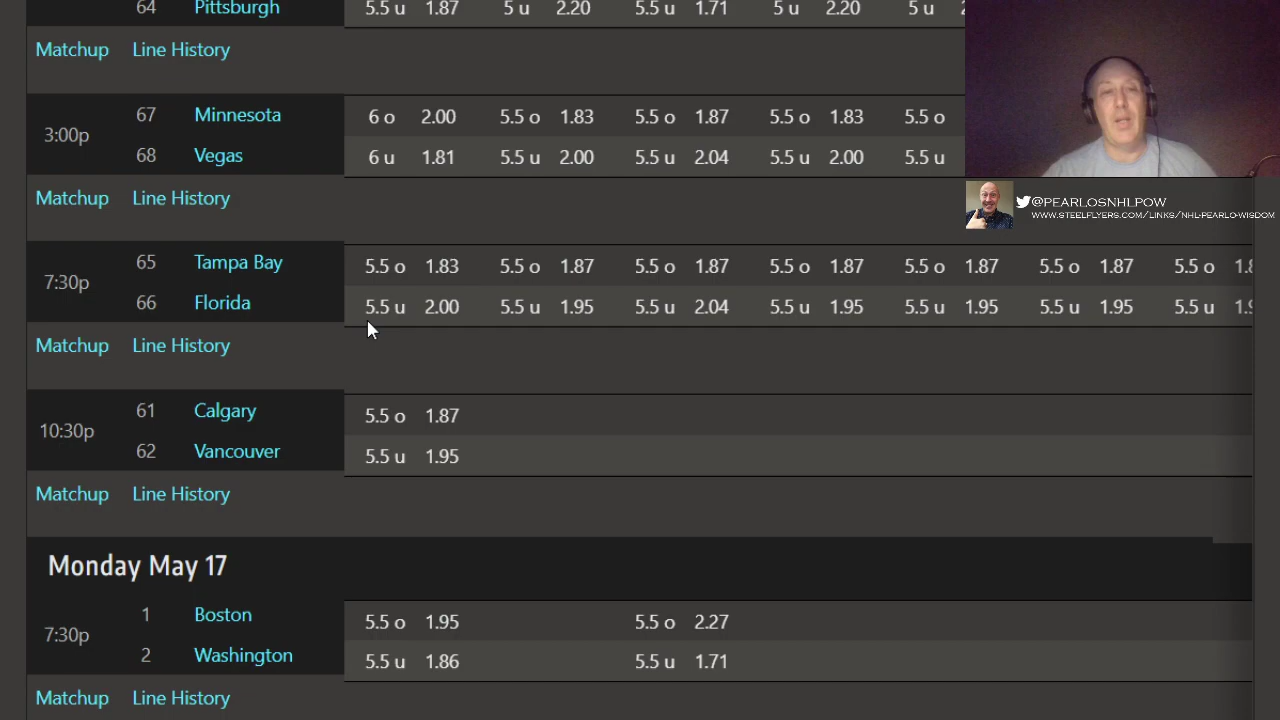 64 Pittsburgh 5.5 u 1.87 5 u 2.20 5.5 u 1.71 5 u 2.20 5 u
Matchup Line History
3:00p
67 Minnesota 6 o 2.00 5.5 o 1.83 5.5 o 1.87 5.5 o 1.83 5.5 o
68 Vegas 6 u 1.81 5.5 u 2.00 5.5 u 2.04 5.5 u 2.00 5.5 u
Matchup Line History
@PEARLOSNHLPOW
WWW.STEELFLYERS.COM/LINKS/NHL-PEARLO-WISDOM
7:30p
65 Tampa Bay 5.5 o 1.83 5.5 o 1.87 5.5 o 1.87 5.5 o 1.87 5.5 o 1.87 5.5 o 1.87 5.5 o
66 Florida 5.5 u 2.00 5.5 u 1.95 5.5 u 2.04 5.5 u 1.95 5.5 u 1.95 5.5 u 1.95 5.5 u
Matchup Line History
10:30p
61 Calgary 5.5 o 1.87
62 Vancouver 5.5 u 1.95
Matchup Line History
Monday May 17
7:30p
1 Boston 5.5 o 1.95 5.5 o 2.27
2 Washington 5.5 u 1.86 5.5 u 1.71
Matchup Line History